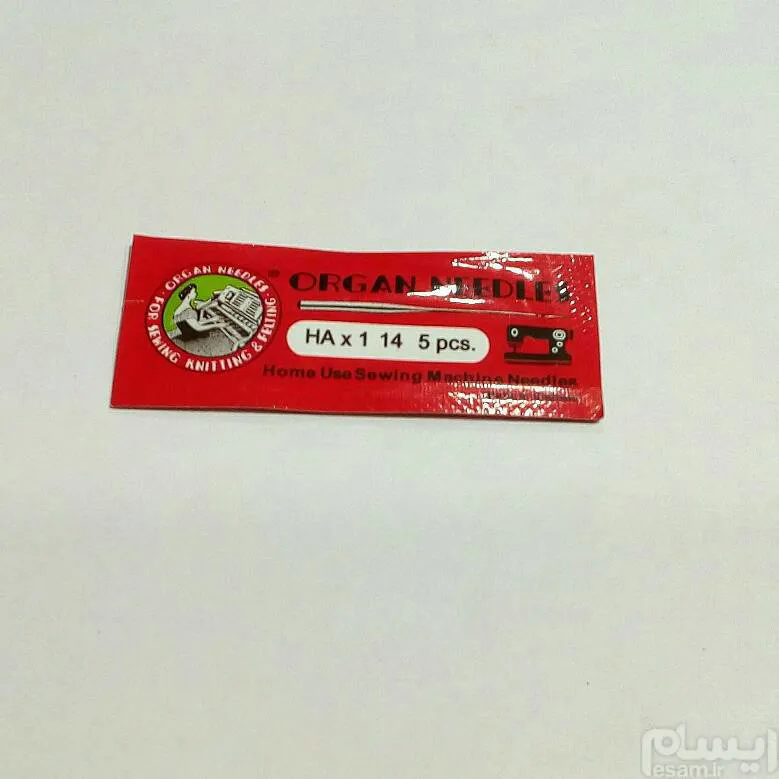 ORGAN NEEDLES
FOR SEWING KNITTING & FELTING
®
ORGAN NEEDLES
HA x 1 14 5 pcs.
Home Use Sewing Machine Needles
ایسام
esam.ir